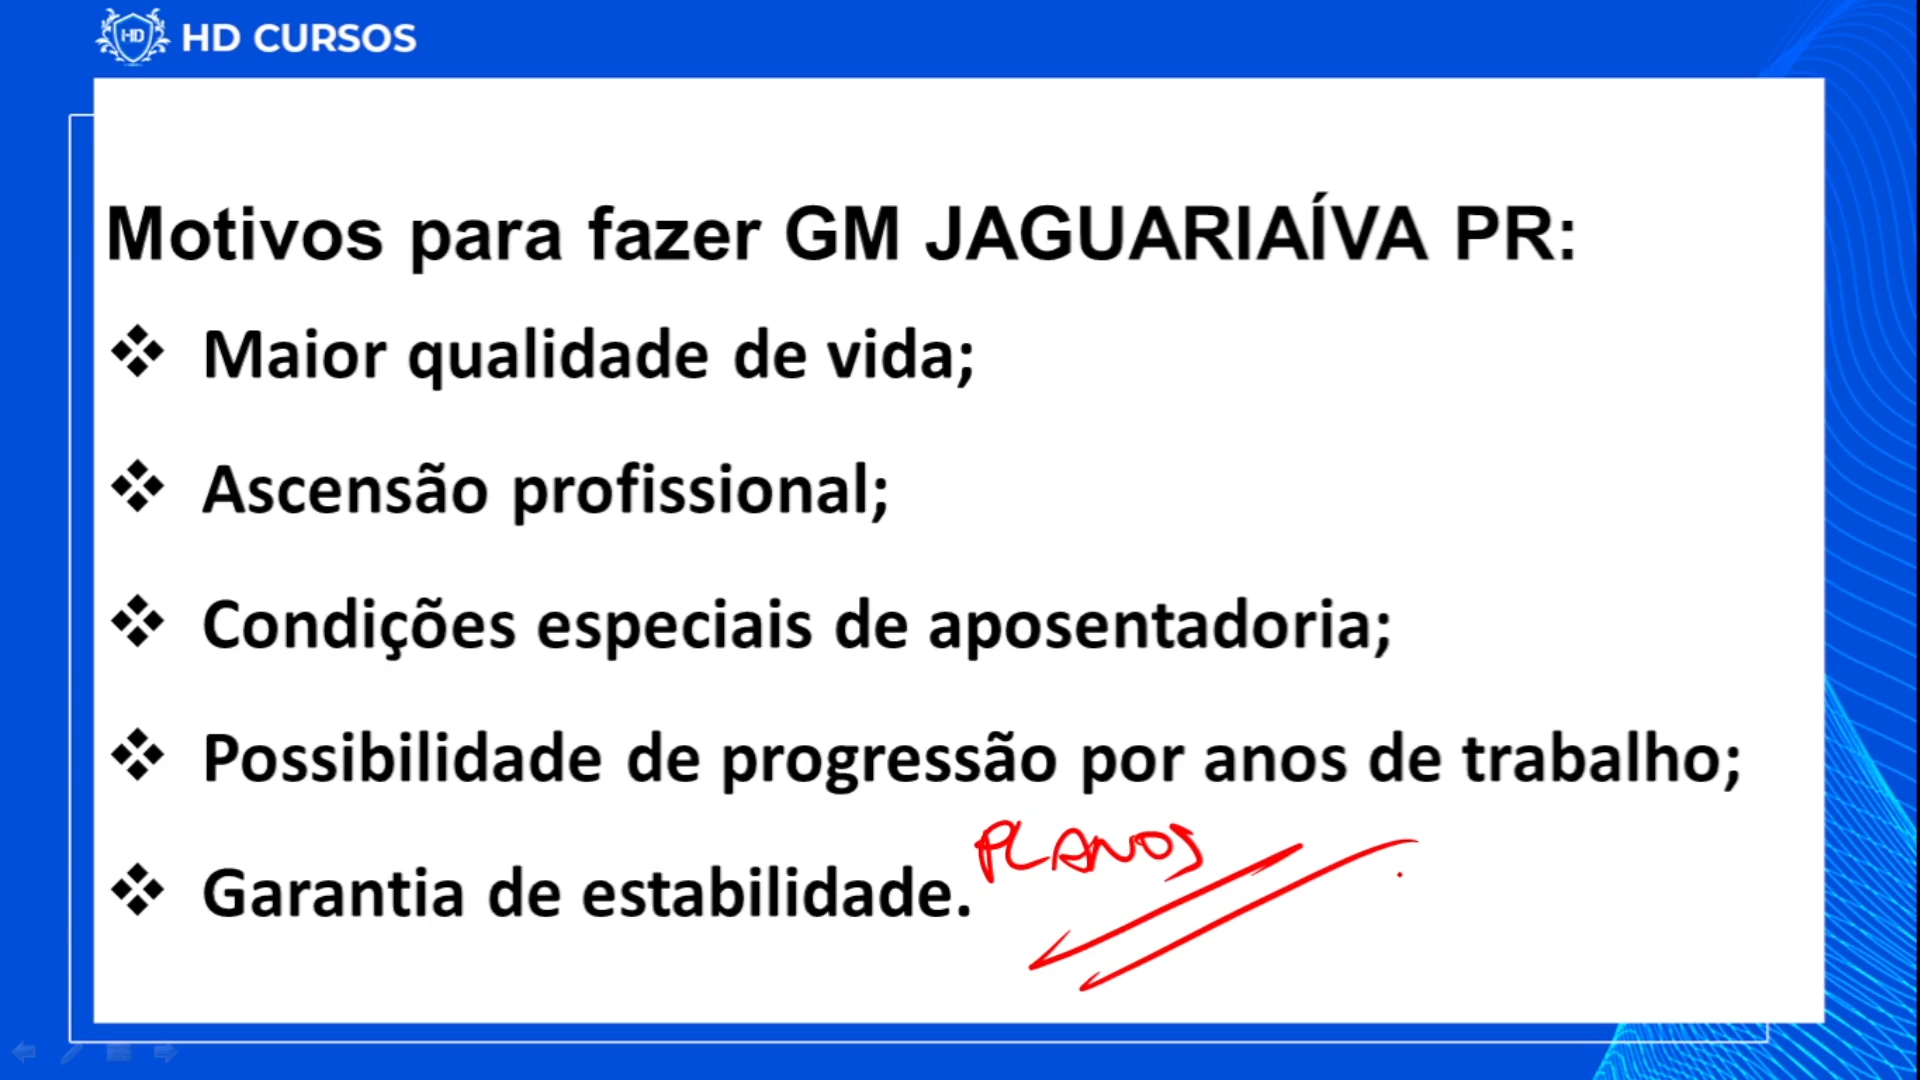 HD HD CURSOS
Motivos para fazer GM JAGUARIAÍVA PR:
❖ Maior qualidade de vida;
❖ Ascensão profissional;
❖ Condições especiais de aposentadoria;
❖ Possibilidade de progressão por anos de trabalho;
PLANOS
❖ Garantia de estabilidade.